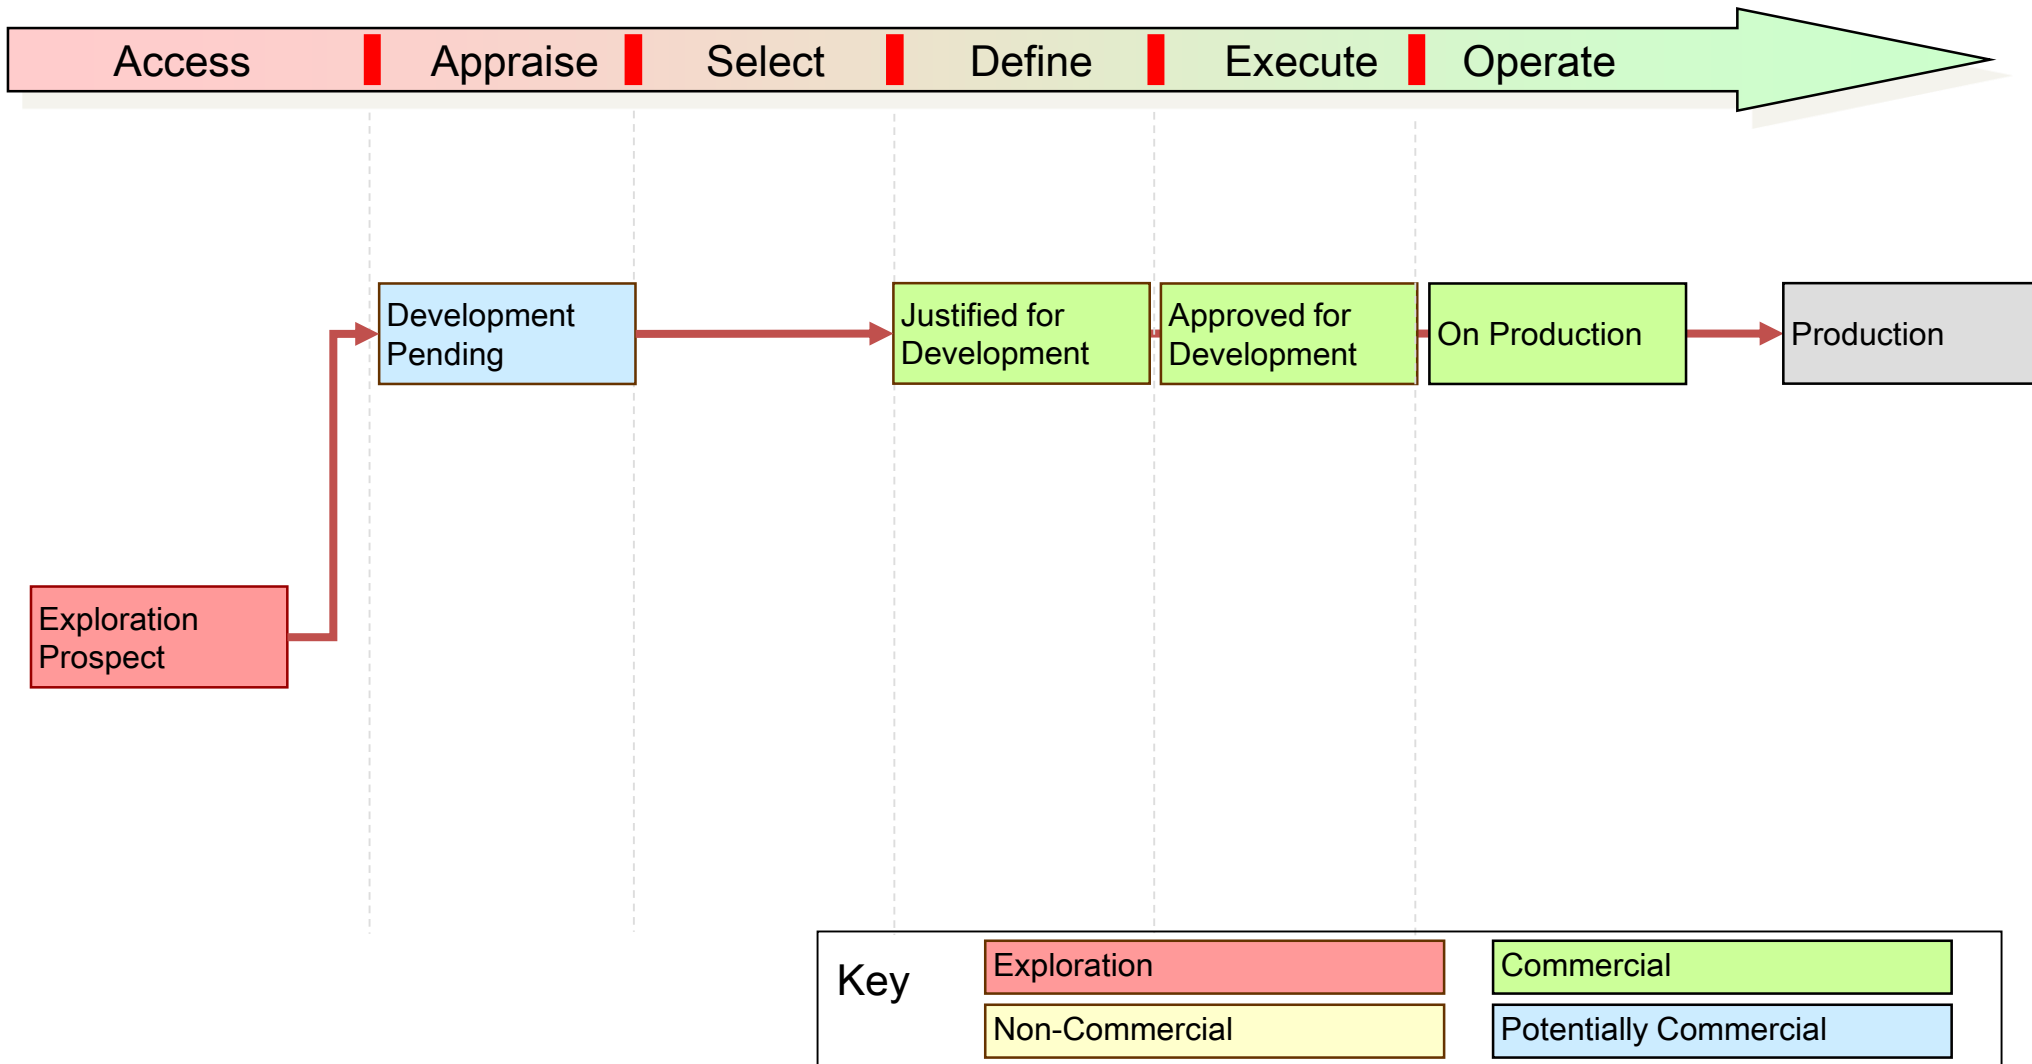 Access
Appraise
Select
Define
Execute
Operate
Development
Pending
Justified for
Development
Approved for
Development
On Production
Production
Exploration
Prospect
Key
Exploration
Commercial
Non-Commercial
Potentially Commercial